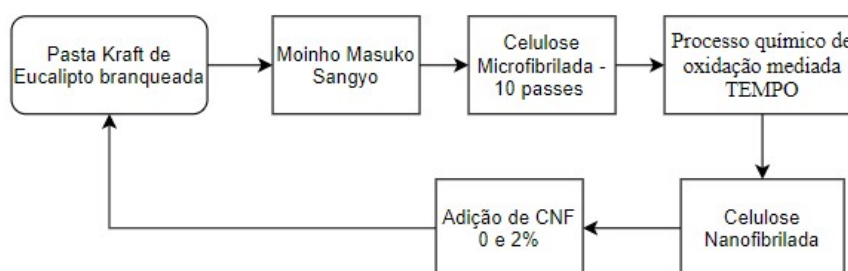 Pasta Kraft de
Eucalipto branqueada
Moinho Masuko
Sangyo
Celulose
Microfibrilada -
10 passes
Processo químico de
oxidação mediada
TEMPO
Celulose
Nanofibrilada
Adição de CNF
0 e 2%